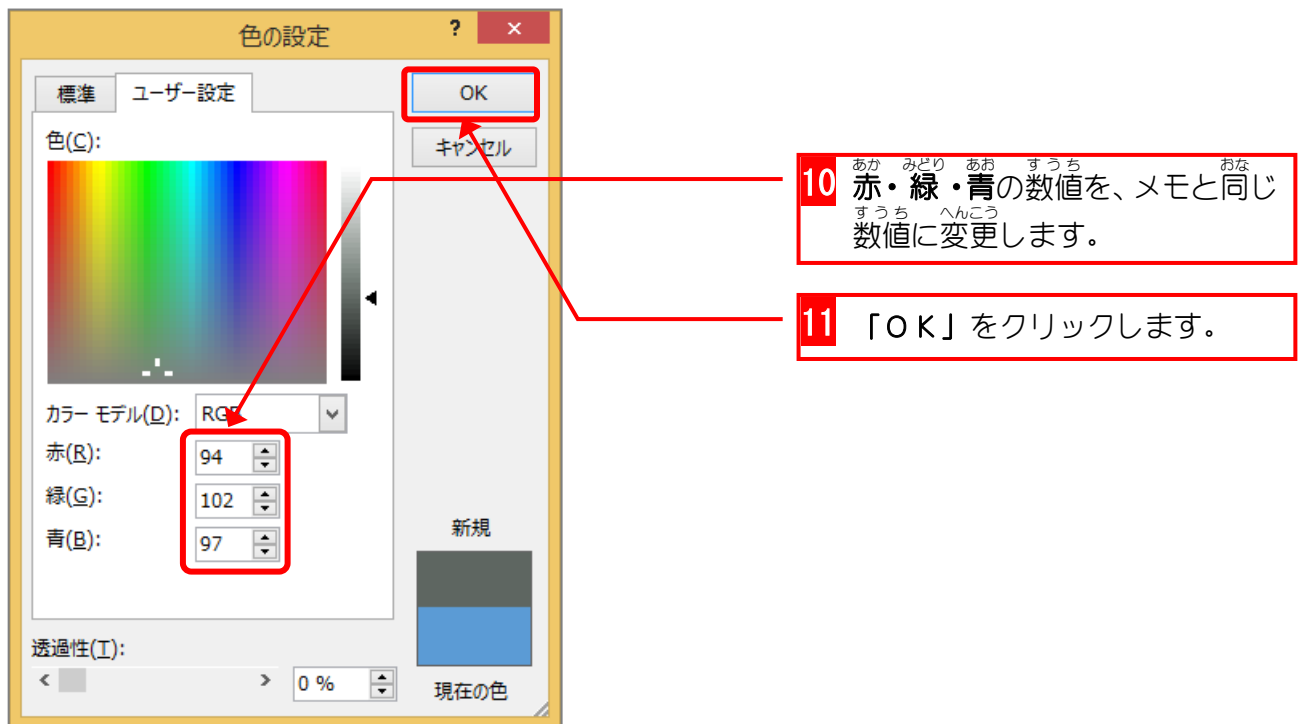 色の設定
? ×
標準 ユーザー設定
OK
キャンセル
色(C):
カラー モデル(D): RGB
赤(R): 94
緑(G): 102
青(B): 97
新規
現在の色
透過性(T):
< > 0 %
あか みどり あお すうち おな
10 赤・緑・青の数値を、メモと同じ
すうち へんこう
数値に変更します。
11 「OK」をクリックします。